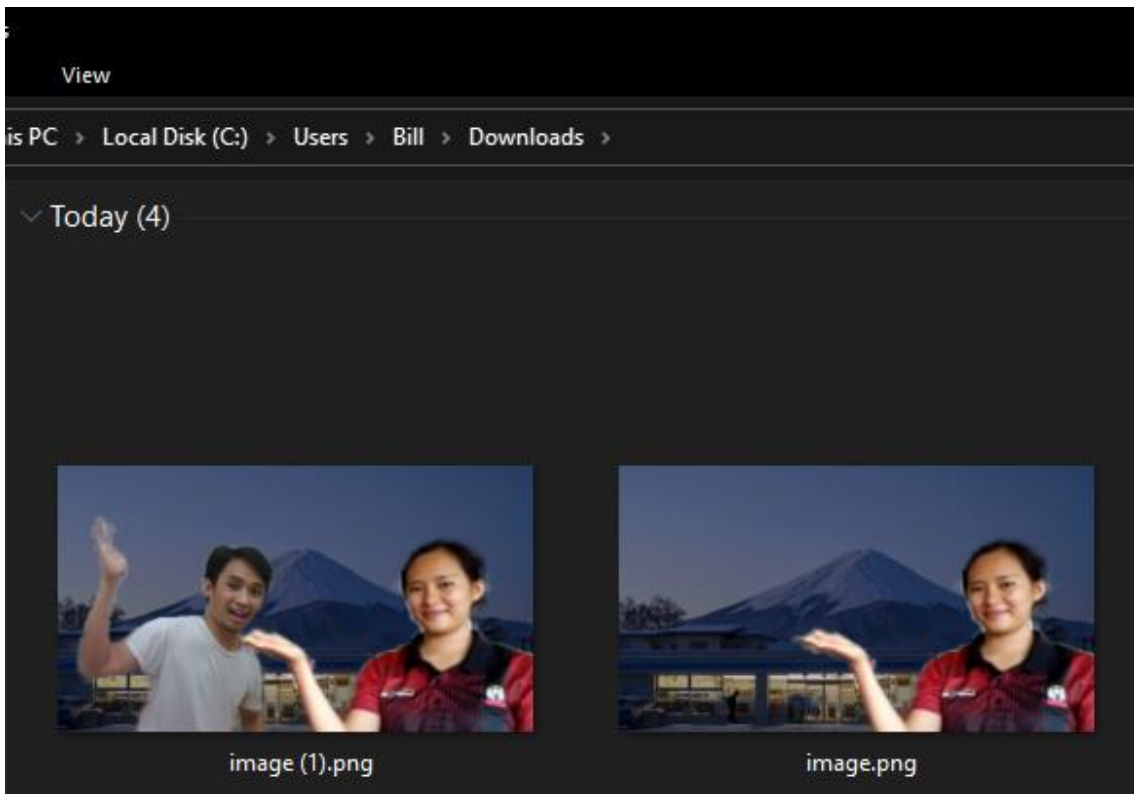 View
is PC > Local Disk (C:) > Users > Bill > Downloads >
Today (4)
image (1).png
image.png